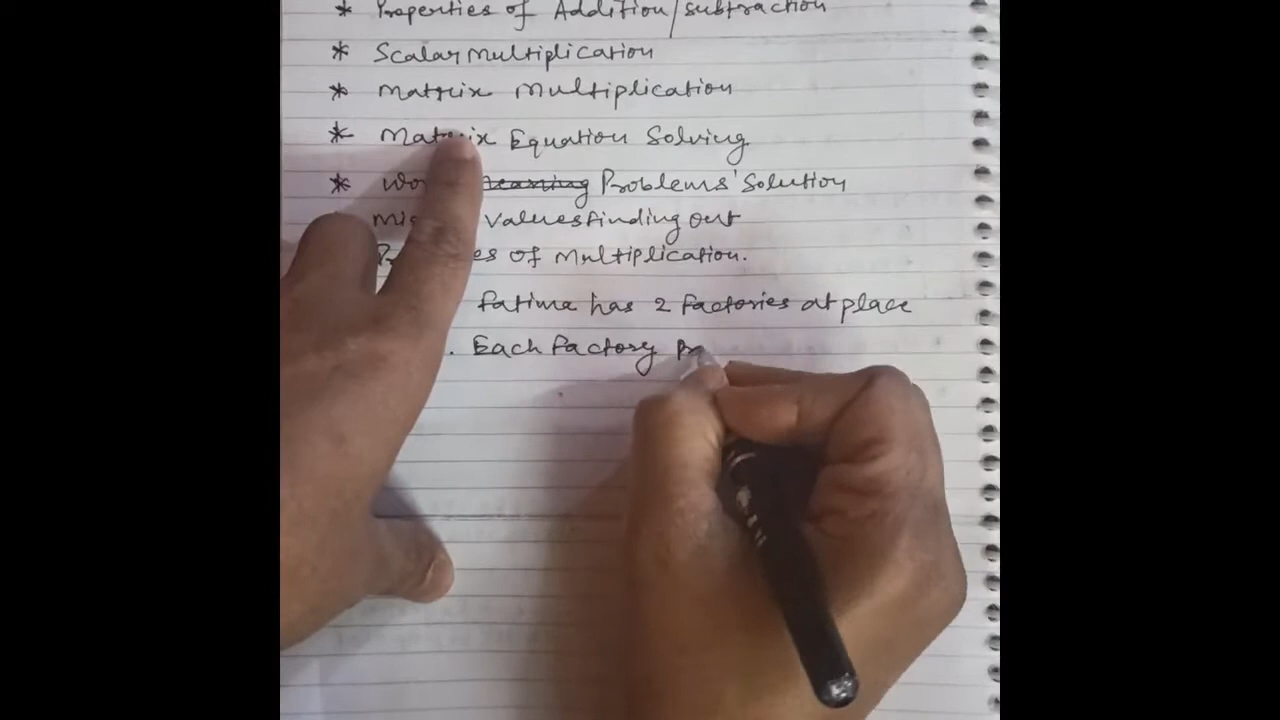 * Properties of Addition/subtraction
* Scalar Multiplication
* Matrix Multiplication
* Matrix Equation Solving
* Problems' Solution
Values finding out
of Multiplication.
fatima has 2 factories at place
. Each factory